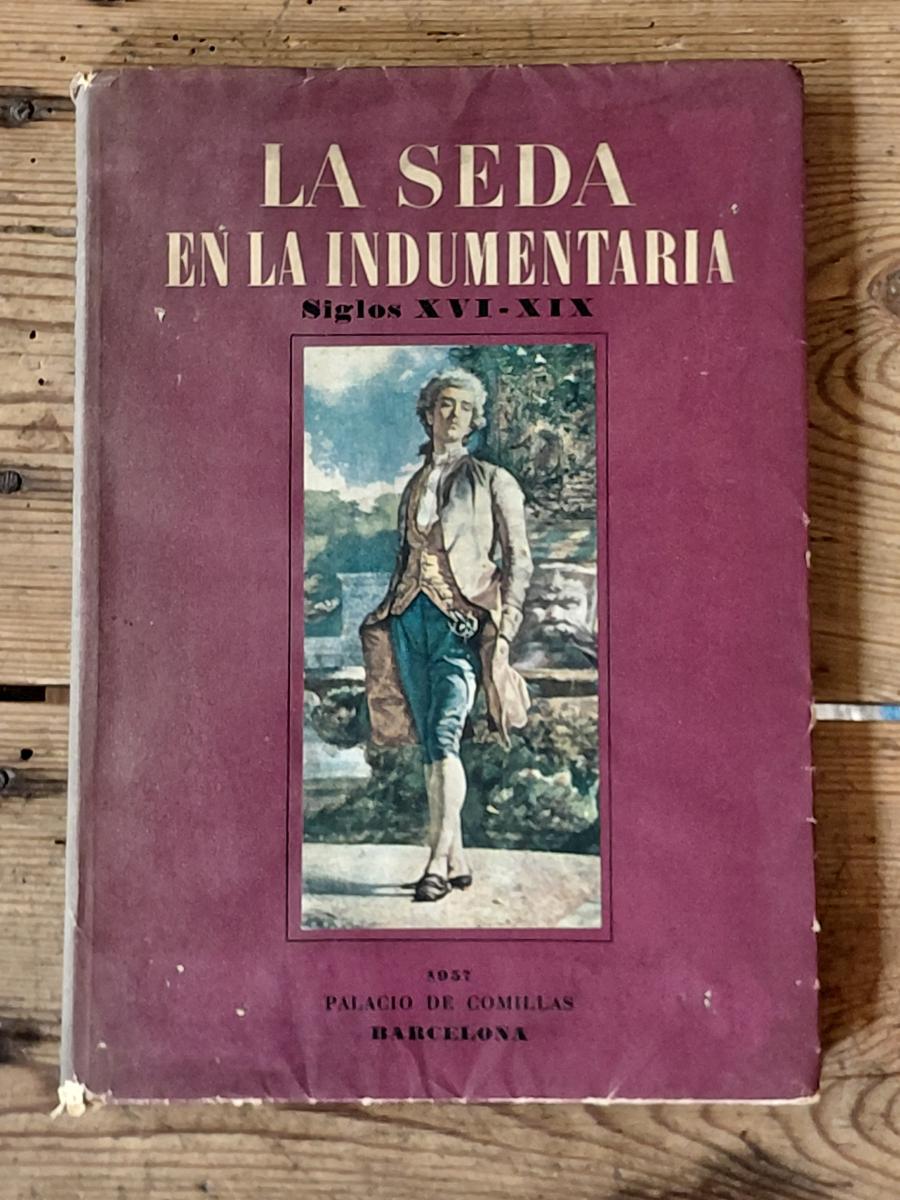 LA SEDA
EN LA INDUMENTARIA
Siglos XVI-XIX
1957
PALACIO DE COMILLAS
BARCELONA